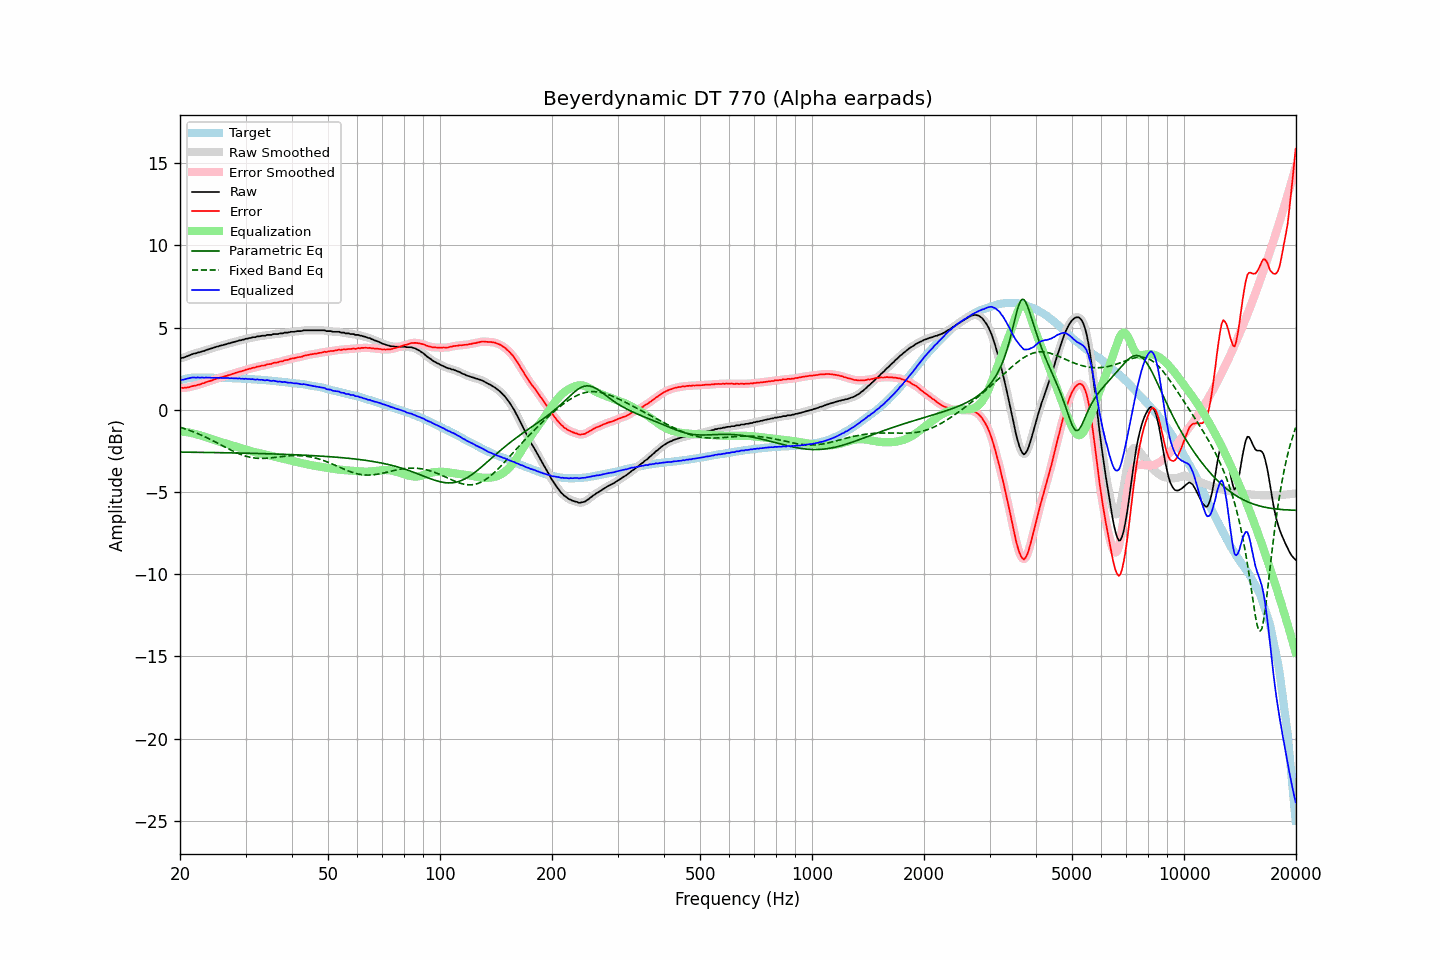 Beyerdynamic DT 770 (Alpha earpads)
Target
Raw Smoothed
Error Smoothed
Raw
Error
Equalization
Parametric Eq
Fixed Band Eq
Equalized
15
10
5
0
−5
−10
−15
−20
−25
Amplitude (dBr)
20 50 100 200 500 1000 2000 5000 10000 20000
Frequency (Hz)